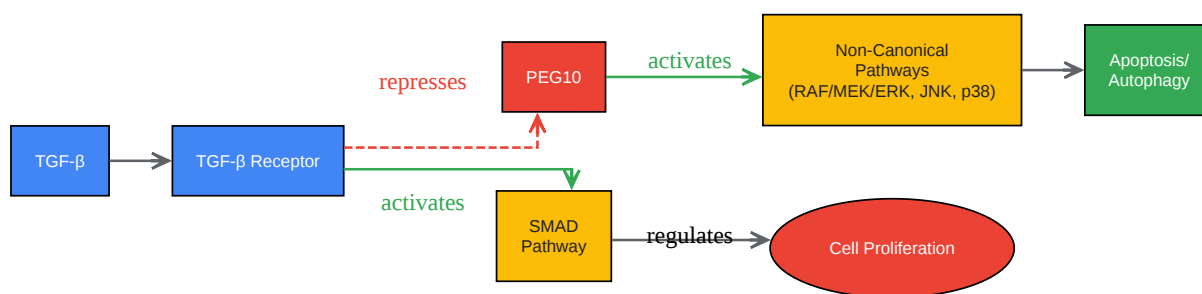 TGF-β
TGF-β Receptor
represses
activates
PEG10
activates
Non-Canonical
Pathways
(RAF/MEK/ERK, JNK, p38)
Apoptosis/
Autophagy
SMAD
Pathway
regulates
Cell Proliferation